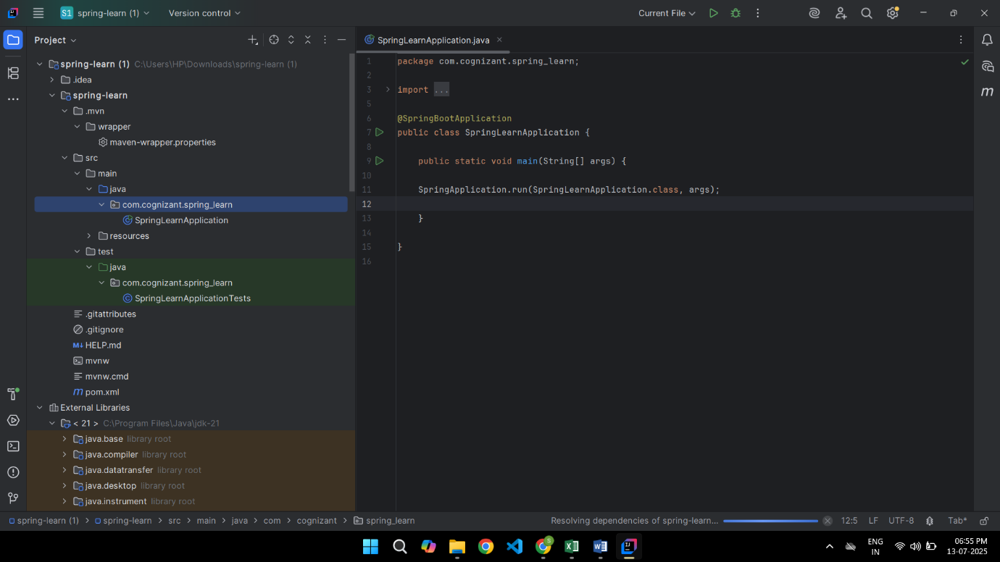 S1 spring-learn (1) Version control Current File
Project
SpringLearnApplication.java
spring-learn (1) C:\Users\HP\Downloads\spring-learn (1)
.idea
spring-learn
.mvn
wrapper
maven-wrapper.properties
src
main
java
com.cognizant.spring_learn
SpringLearnApplication
resources
test
java
com.cognizant.spring_learn
SpringLearnApplicationTests
.gitattributes
.gitignore
M↓ HELP.md
mvnw
mvnw.cmd
m pom.xml
External Libraries
< 21 > C:\Program Files\Java\jdk-21
java.base library root
java.compiler library root
java.datatransfer library root
java.desktop library root
java.instrument library root
1 package com.cognizant.spring_learn;
2
3 import ...
5
6 @SpringBootApplication
7 public class SpringLearnApplication {
8
9 public static void main(String[] args) {
10
11 SpringApplication.run(SpringLearnApplication.class, args);
12
13 }
14
15 }
16
m
spring-learn (1) > spring-learn > src > main > java > com > cognizant > spring_learn Resolving dependencies of spring-learn... 12:5 LF UTF-8 Tab*
ENG
IN
06:55 PM
13-07-2025